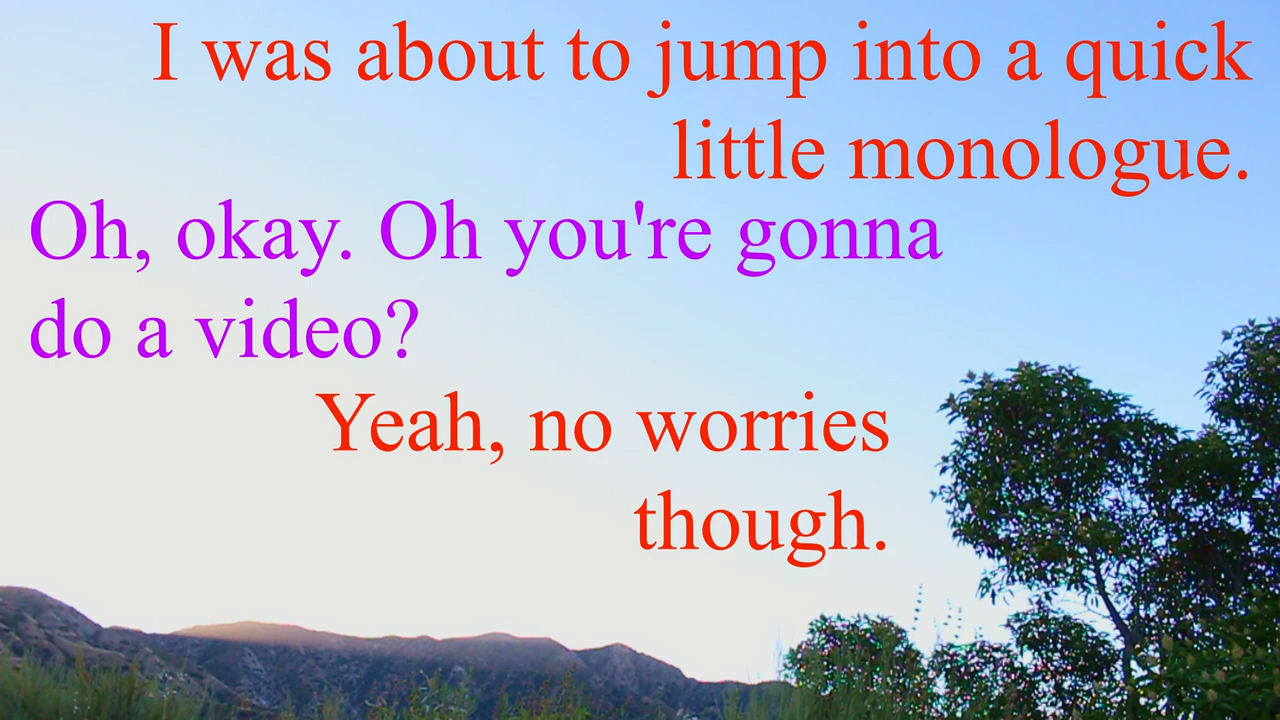 I was about to jump into a quick
little monologue.
Oh, okay. Oh you're gonna
do a video?
Yeah, no worries
though.